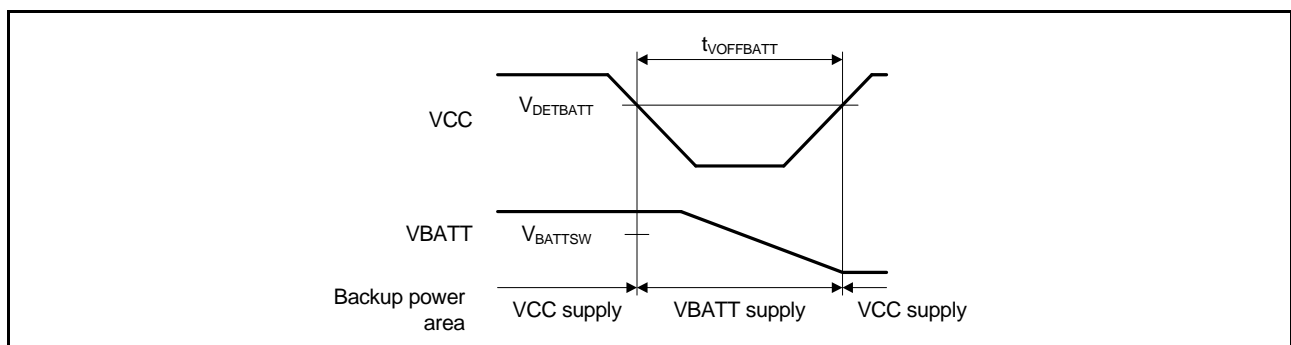 tVOFFBATT
VCC
VDETBATT
VBATT
VBATTSW
Backup power
area
VCC supply
VBATT supply
VCC supply